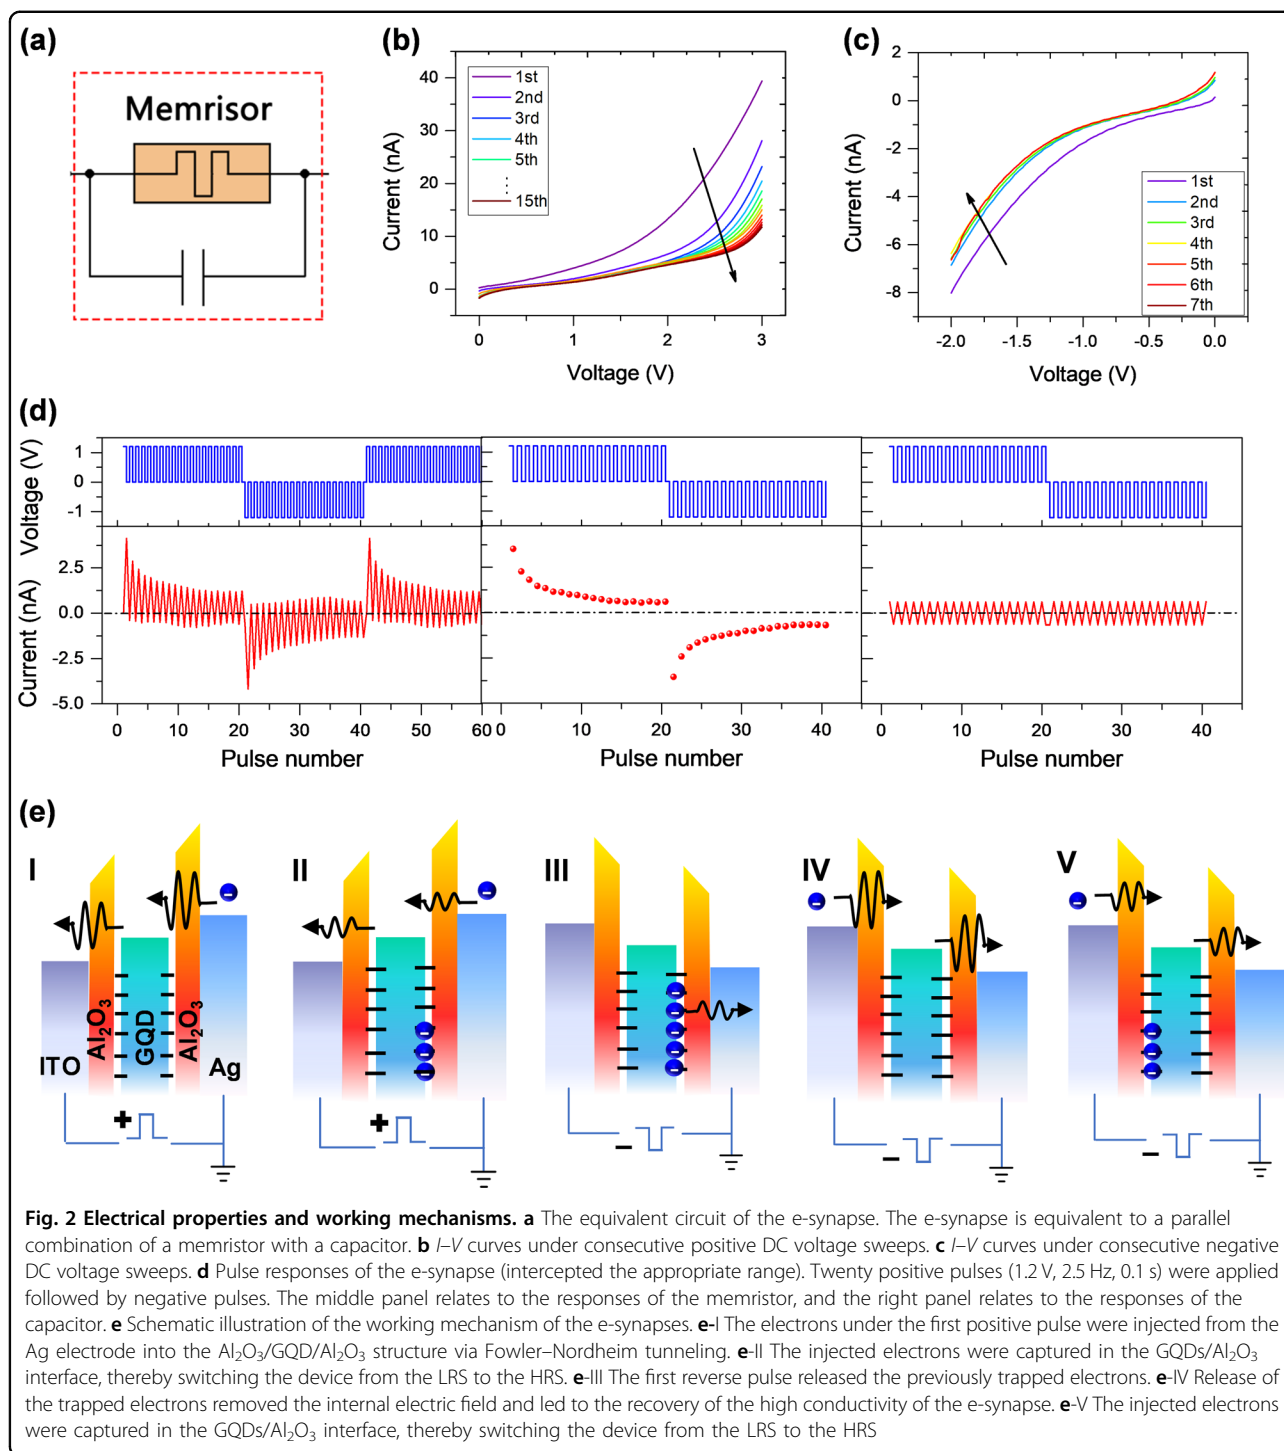 (a)
Memrisor
(b)
Current (nA)
40
30
20
10
0
1st
2nd
3rd
4th
5th
⋮
15th
0
1
2
3
Voltage (V)
(c)
Current (nA)
2
0
-2
-4
-6
-8
1st
2nd
3rd
4th
5th
6th
7th
-2.0
-1.5
-1.0
-0.5
0.0
Voltage (V)
(d)
Voltage (V)
1
0
-1
Current (nA)
2.5
0.0
-2.5
-5.0
0
10
20
30
40
50
60
Pulse number
0
20
40
Pulse number
0
10
20
30
40
Pulse number
(e)
I
ITO
Al₂O₃
GQD
Al₂O₃
Ag
+
II
+
III
−
IV
−
V
−
Fig. 2 Electrical properties and working mechanisms. a The equivalent circuit of the e-synapse. The e-synapse is equivalent to a parallel
combination of a memristor with a capacitor. b I–V curves under consecutive positive DC voltage sweeps. c I–V curves under consecutive negative
DC voltage sweeps. d Pulse responses of the e-synapse (intercepted the appropriate range). Twenty positive pulses (1.2 V, 2.5 Hz, 0.1 s) were applied
followed by negative pulses. The middle panel relates to the responses of the memristor, and the right panel relates to the responses of the
capacitor. e Schematic illustration of the working mechanism of the e-synapses. e-I The electrons under the first positive pulse were injected from the
Ag electrode into the Al₂O₃/GQD/Al₂O₃ structure via Fowler–Nordheim tunneling. e-II The injected electrons were captured in the GQDs/Al₂O₃
interface, thereby switching the device from the LRS to the HRS. e-III The first reverse pulse released the previously trapped electrons. e-IV Release of
the trapped electrons removed the internal electric field and led to the recovery of the high conductivity of the e-synapse. e-V The injected electrons
were captured in the GQDs/Al₂O₃ interface, thereby switching the device from the LRS to the HRS